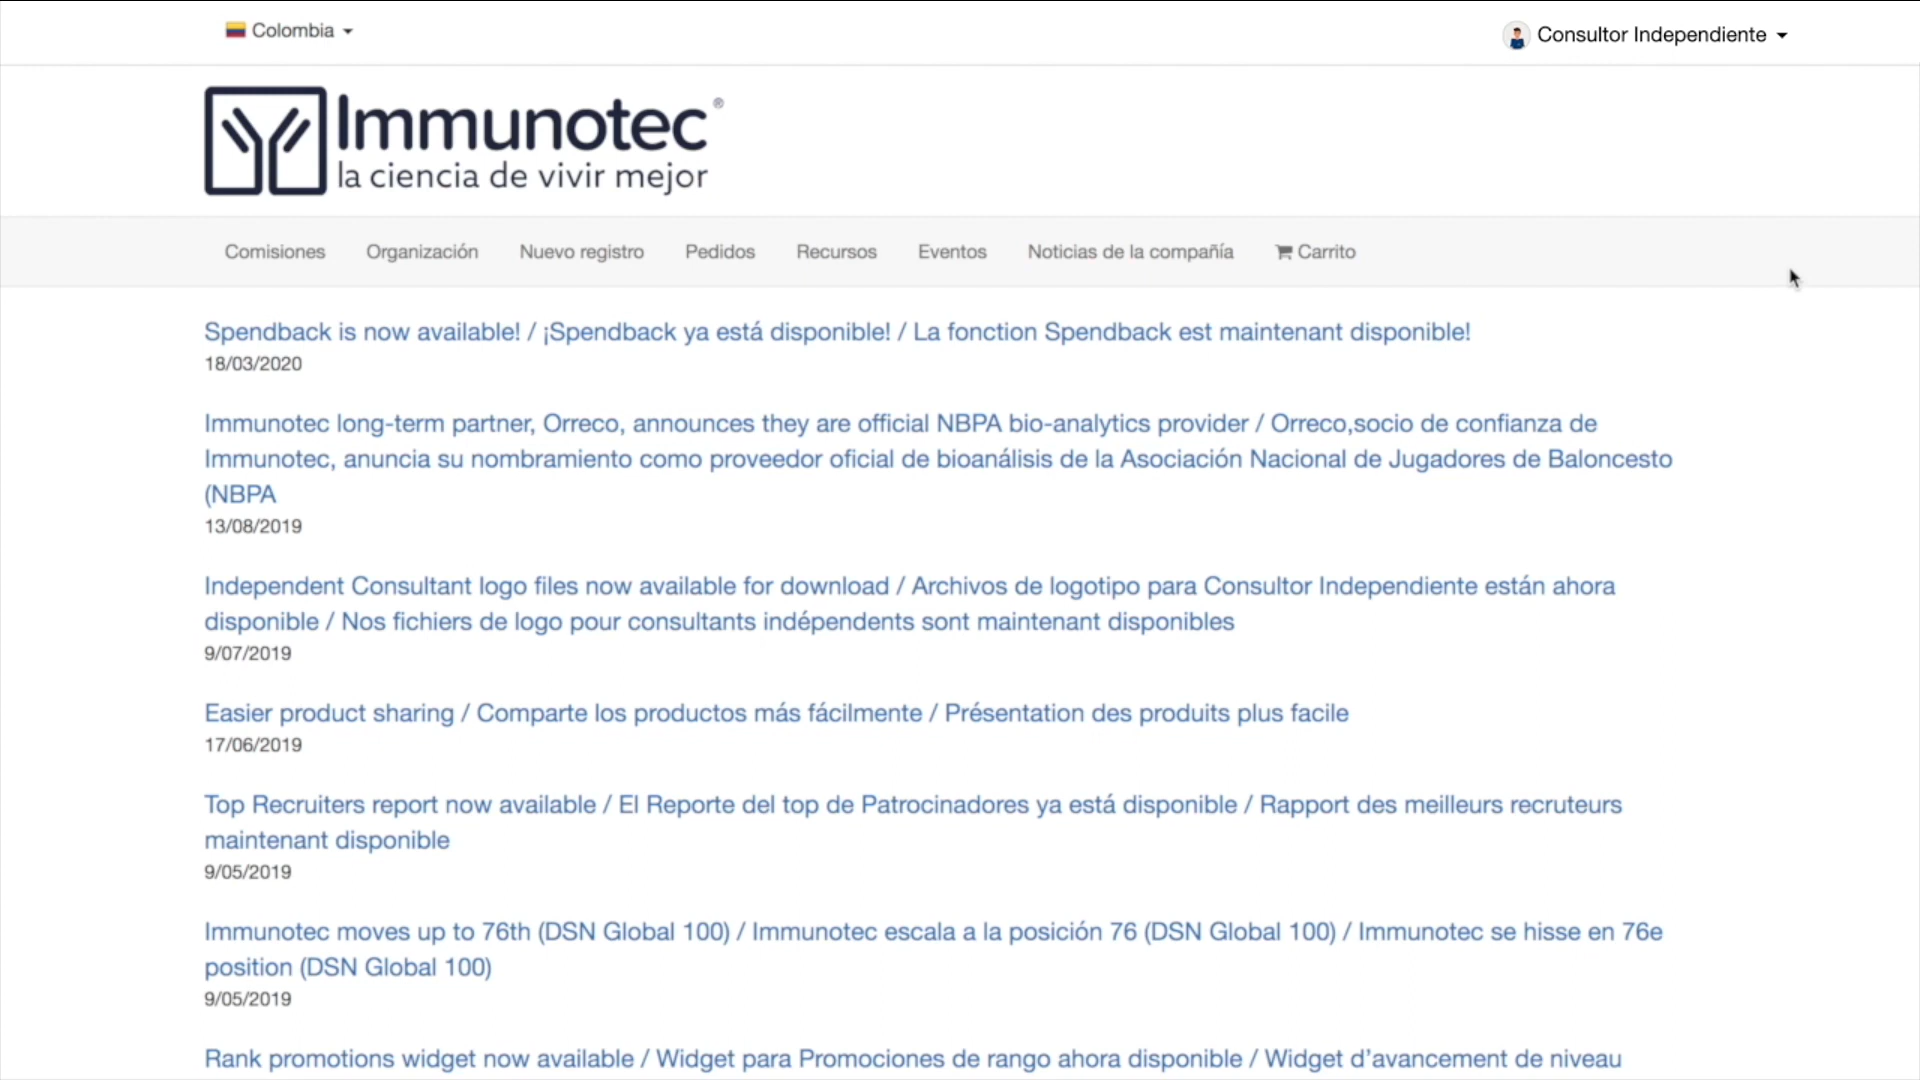 Colombia
Consultor Independiente
Immunotec®
la ciencia de vivir mejor
Comisiones Organización Nuevo registro Pedidos Recursos Eventos Noticias de la compañía Carrito
Spendback is now available! / ¡Spendback ya está disponible! / La fonction Spendback est maintenant disponible!
18/03/2020
Immunotec long-term partner, Orreco, announces they are official NBPA bio-analytics provider / Orreco,socio de confianza de
Immunotec, anuncia su nombramiento como proveedor oficial de bioanálisis de la Asociación Nacional de Jugadores de Baloncesto
(NBPA
13/08/2019
Independent Consultant logo files now available for download / Archivos de logotipo para Consultor Independiente están ahora
disponible / Nos fichiers de logo pour consultants indépendents sont maintenant disponibles
9/07/2019
Easier product sharing / Comparte los productos más fácilmente / Présentation des produits plus facile
17/06/2019
Top Recruiters report now available / El Reporte del top de Patrocinadores ya está disponible / Rapport des meilleurs recruteurs
maintenant disponible
9/05/2019
Immunotec moves up to 76th (DSN Global 100) / Immunotec escala a la posición 76 (DSN Global 100) / Immunotec se hisse en 76e
position (DSN Global 100)
9/05/2019
Rank promotions widget now available / Widget para Promociones de rango ahora disponible / Widget d'avancement de niveau